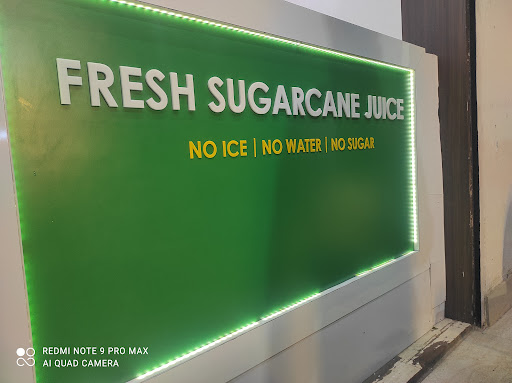 FRESH SUGARCANE JUICE
NO ICE | NO WATER | NO SUGAR
REDMI NOTE 9 PRO MAX
AI QUAD CAMERA